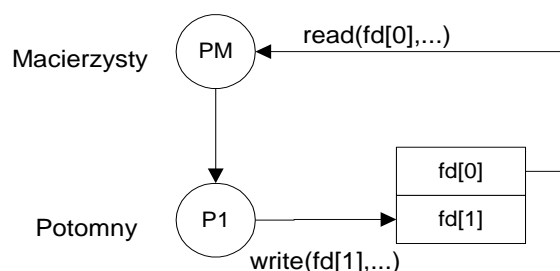 read(fd[0],...)
Macierzysty
PM
fd[0]
P1
fd[1]
Potomny
write(fd[1],...)